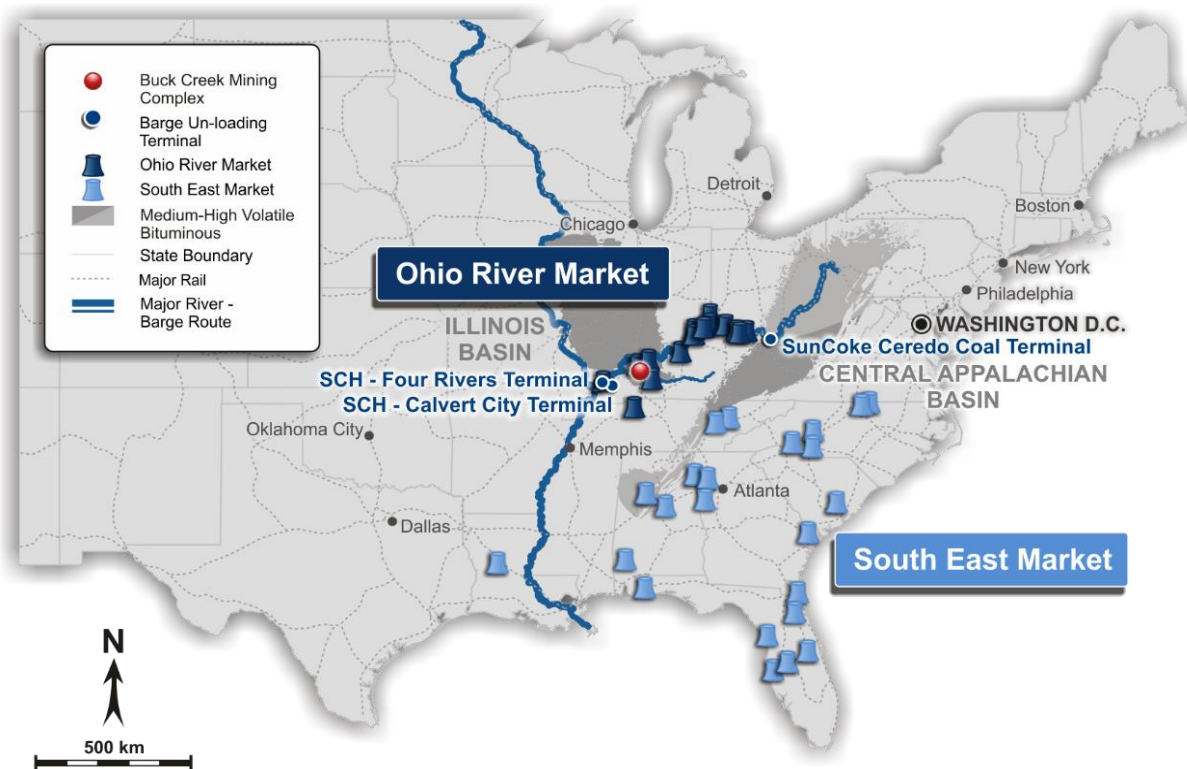 Buck Creek Mining
Complex
Barge Un-loading
Terminal
Ohio River Market
South East Market
Medium-High Volatile
Bituminous
State Boundary
Major Rail
Major River -
Barge Route
Detroit
Chicago
Boston
New York
Philadelphia
WASHINGTON D.C.
Ohio River Market
ILLINOIS
BASIN
SunCoke Ceredo Coal Terminal
CENTRAL APPALACHIAN
BASIN
SCH - Four Rivers Terminal
SCH - Calvert City Terminal
Oklahoma City
Memphis
Atlanta
Dallas
South East Market
N
500 km